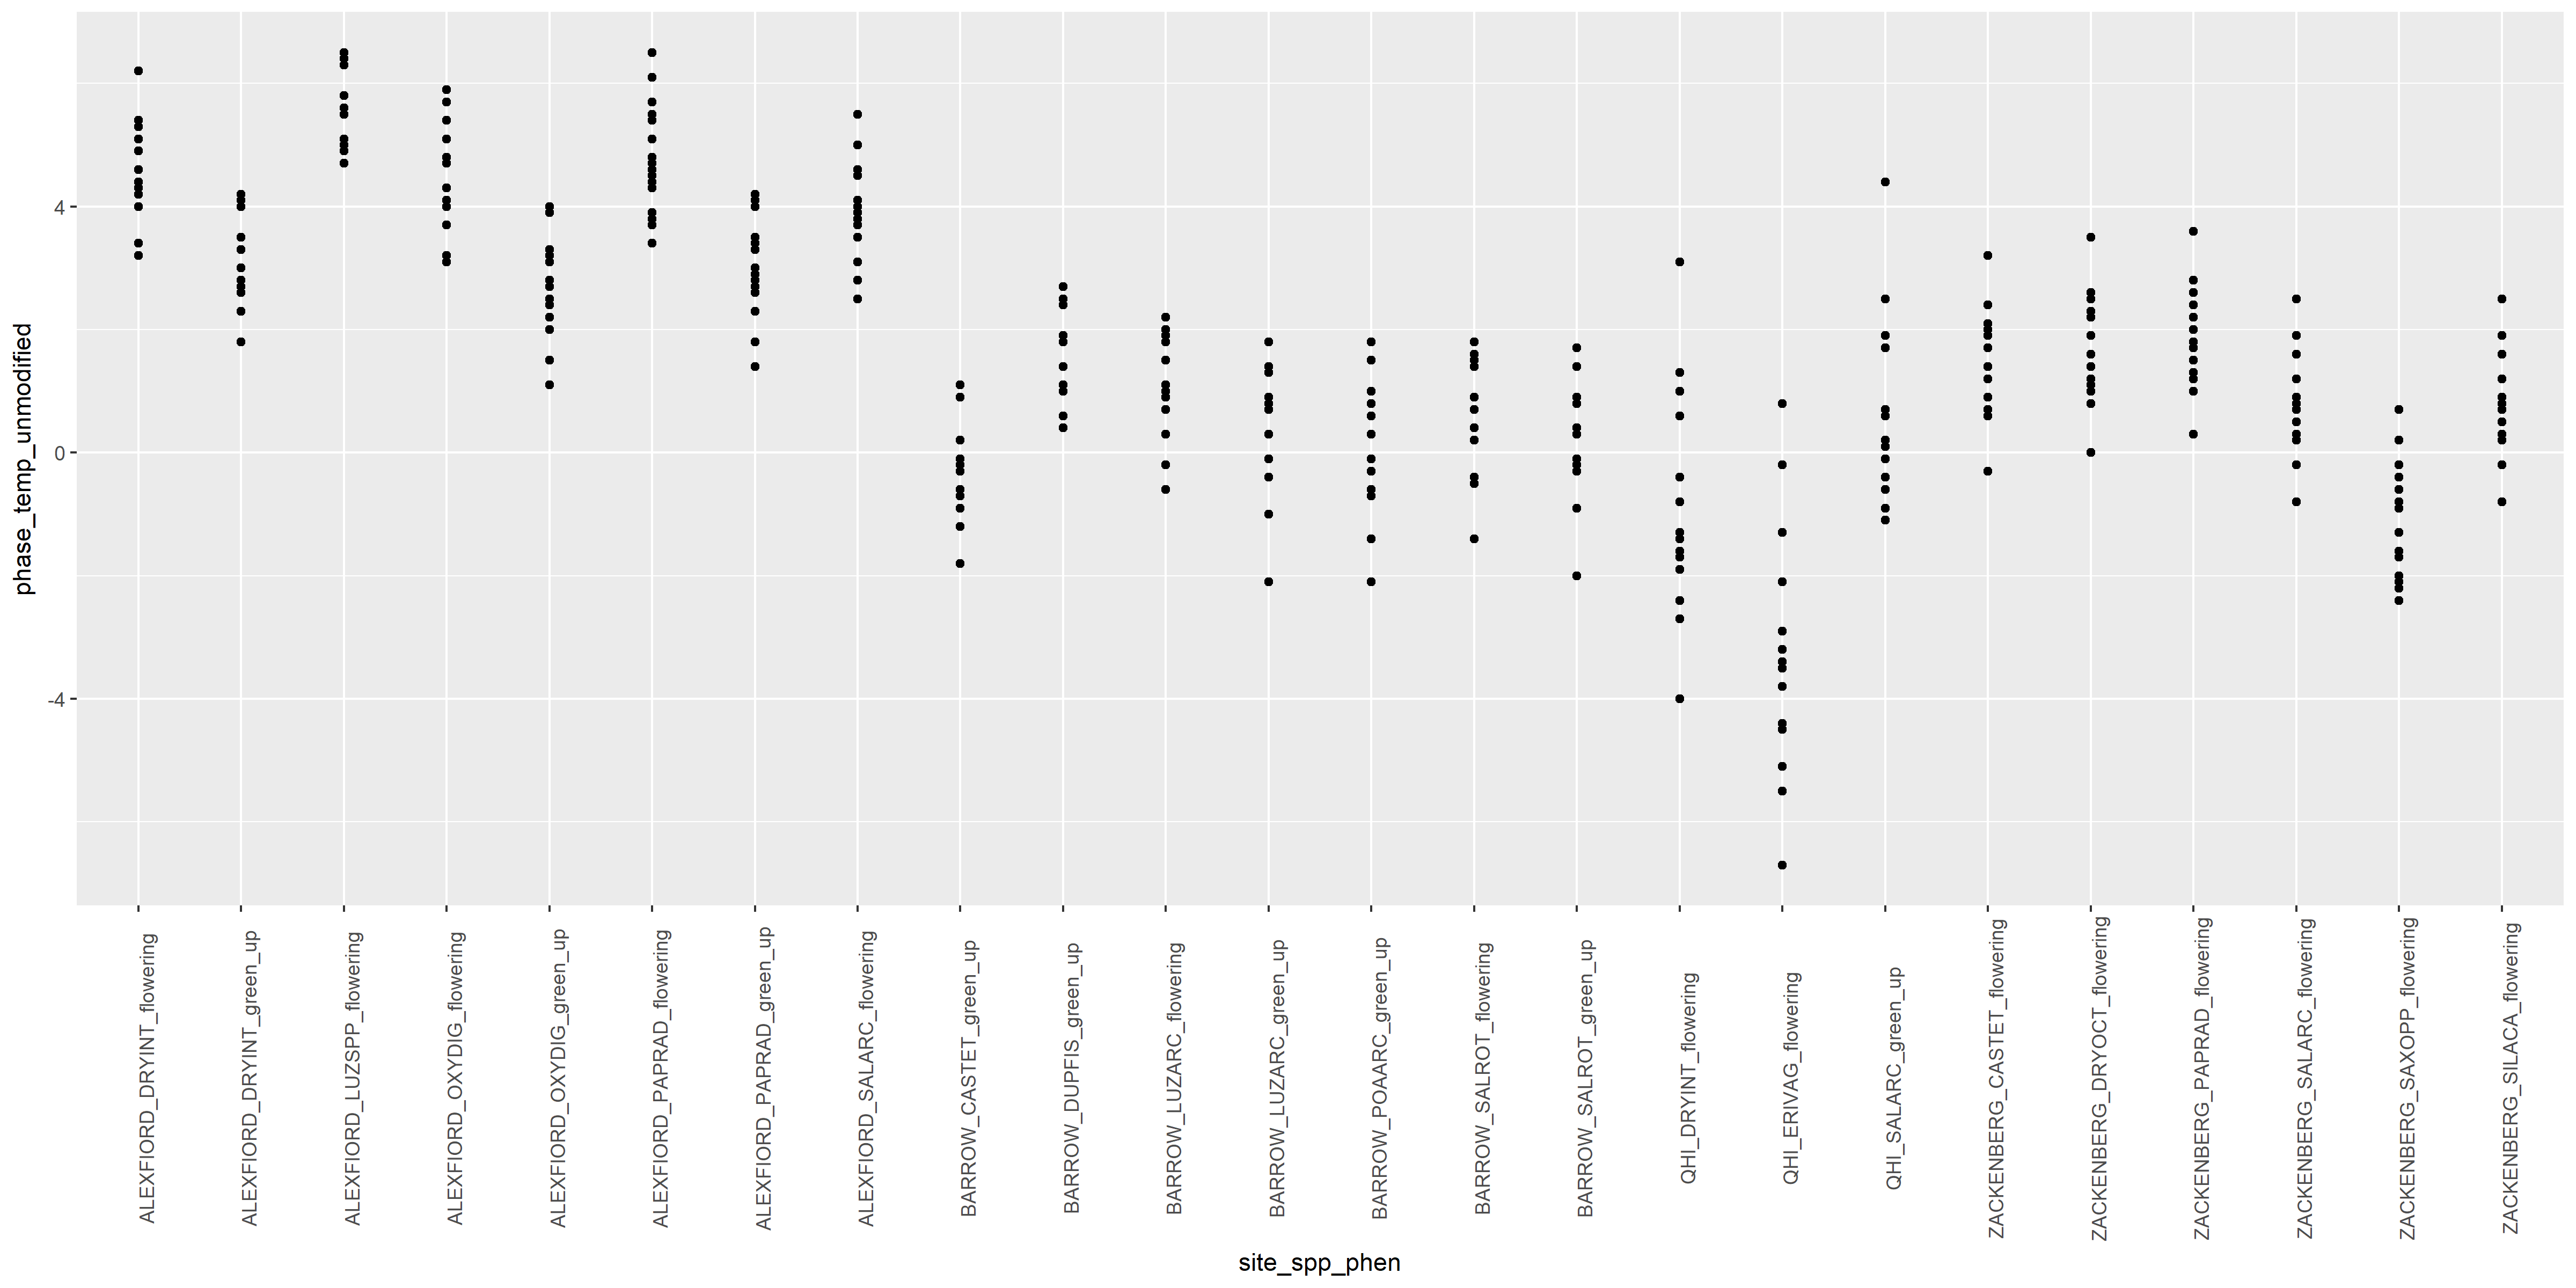 phase_temp_unmodified
4
0
-4
ALEXFIORD_DRYINT_flowering
ALEXFIORD_DRYINT_green_up
ALEXFIORD_LUZSPP_flowering
ALEXFIORD_OXYDIG_flowering
ALEXFIORD_OXYDIG_green_up
ALEXFIORD_PAPRAD_flowering
ALEXFIORD_PAPRAD_green_up
ALEXFIORD_SALARC_flowering
BARROW_CASTET_green_up
BARROW_DUPFIS_green_up
BARROW_LUZARC_flowering
BARROW_LUZARC_green_up
BARROW_POAARC_green_up
BARROW_SALROT_flowering
BARROW_SALROT_green_up
QHI_DRYINT_flowering
QHI_ERIVAG_flowering
QHI_SALARC_green_up
ZACKENBERG_CASTET_flowering
ZACKENBERG_DRYOCT_flowering
ZACKENBERG_PAPRAD_flowering
ZACKENBERG_SALARC_flowering
ZACKENBERG_SAXOPP_flowering
ZACKENBERG_SILACA_flowering
site_spp_phen